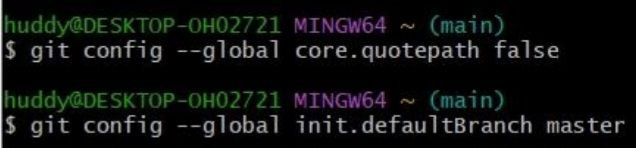 huddy@DESKTOP-OH02721 MINGW64 ~ (main)
$ git config --global core.quotepath false
huddy@DESKTOP-OH02721 MINGW64 ~ (main)
$ git config --global init.defaultBranch master